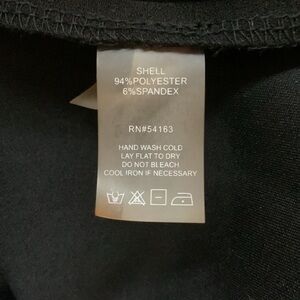 SHELL
94%POLYESTER
6%SPANDEX
RN#54163
HAND WASH COLD
LAY FLAT TO DRY
DO NOT BLEACH
COOL IRON IF NECESSARY